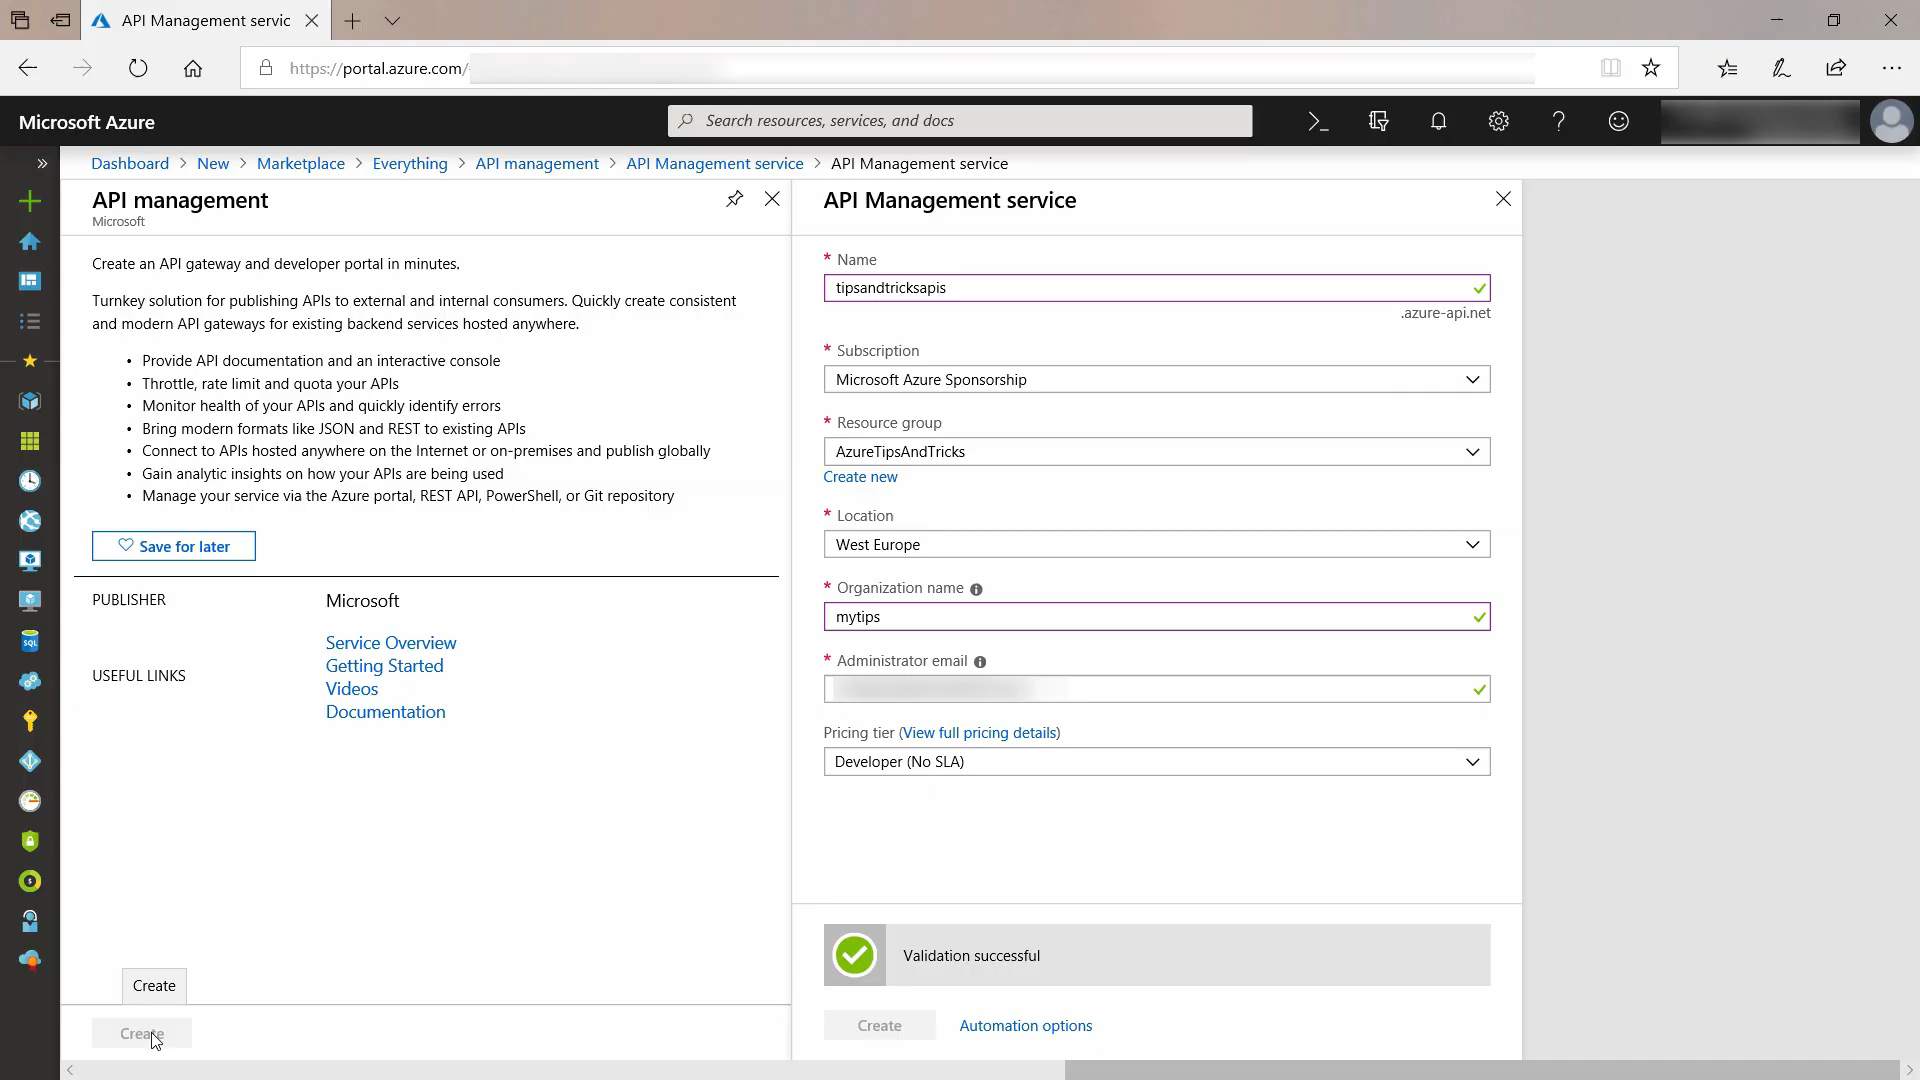 API Management servic
https://portal.azure.com/
Microsoft Azure
Search resources, services, and docs
Dashboard > New > Marketplace > Everything > API management > API Management service > API Management service
API management
Microsoft
Create an API gateway and developer portal in minutes.
Turnkey solution for publishing APIs to external and internal consumers. Quickly create consistent
and modern API gateways for existing backend services hosted anywhere.
• Provide API documentation and an interactive console
• Throttle, rate limit and quota your APIs
• Monitor health of your APIs and quickly identify errors
• Bring modern formats like JSON and REST to existing APIs
• Connect to APIs hosted anywhere on the Internet or on-premises and publish globally
• Gain analytic insights on how your APIs are being used
• Manage your service via the Azure portal, REST API, PowerShell, or Git repository
Save for later
PUBLISHER
Microsoft
USEFUL LINKS
Service Overview
Getting Started
Videos
Documentation
Create
Create
API Management service
* Name
tipsandtricksapis
.azure-api.net
* Subscription
Microsoft Azure Sponsorship
* Resource group
AzureTipsAndTricks
Create new
* Location
West Europe
* Organization name
mytips
* Administrator email
Pricing tier (View full pricing details)
Developer (No SLA)
Validation successful
Create
Automation options
SQL